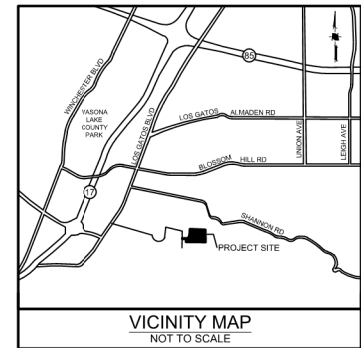 85
WINCHESTER BLVD
VASONA
LAKE
COUNTY
PARK
LOS GATOS BLVD
LOS GATOS ALMADEN RD
UNION AVE
LEIGH AVE
BLOSSOM HILL RD
17
SHANNON RD
PROJECT SITE
VICINITY MAP
NOT TO SCALE